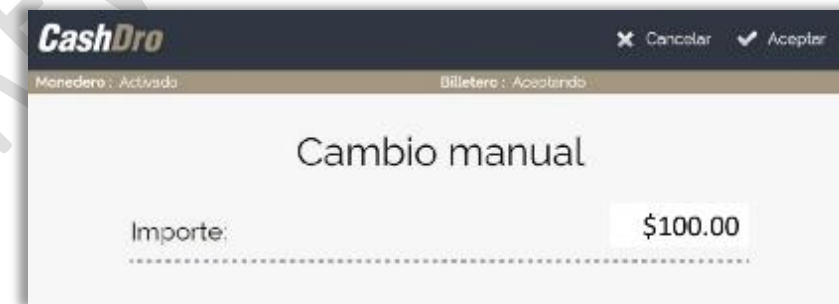 CashDro
Cancelar Aceptar
Monedero : Activado Billetero : Aceptando
Cambio manual
Importe: $100.00